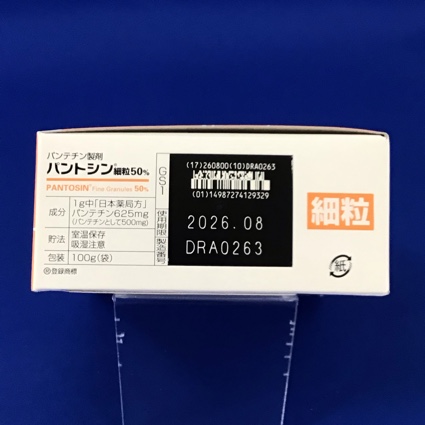 パンテチン製剤
パントシン®細粒50%
PANTOSIN® Fine Granules 50%
成分 1g中「日本薬局方」
パンテチン625mg
(パンテチンとして500mg)
貯法 室温保存
吸湿注意
包装 100g(袋)
®登録商標
GS1
(17)260800(10)DRA0263
(01)14987274129329
使用期限 2026.08
製造番号 DRA0263
細粒
紙